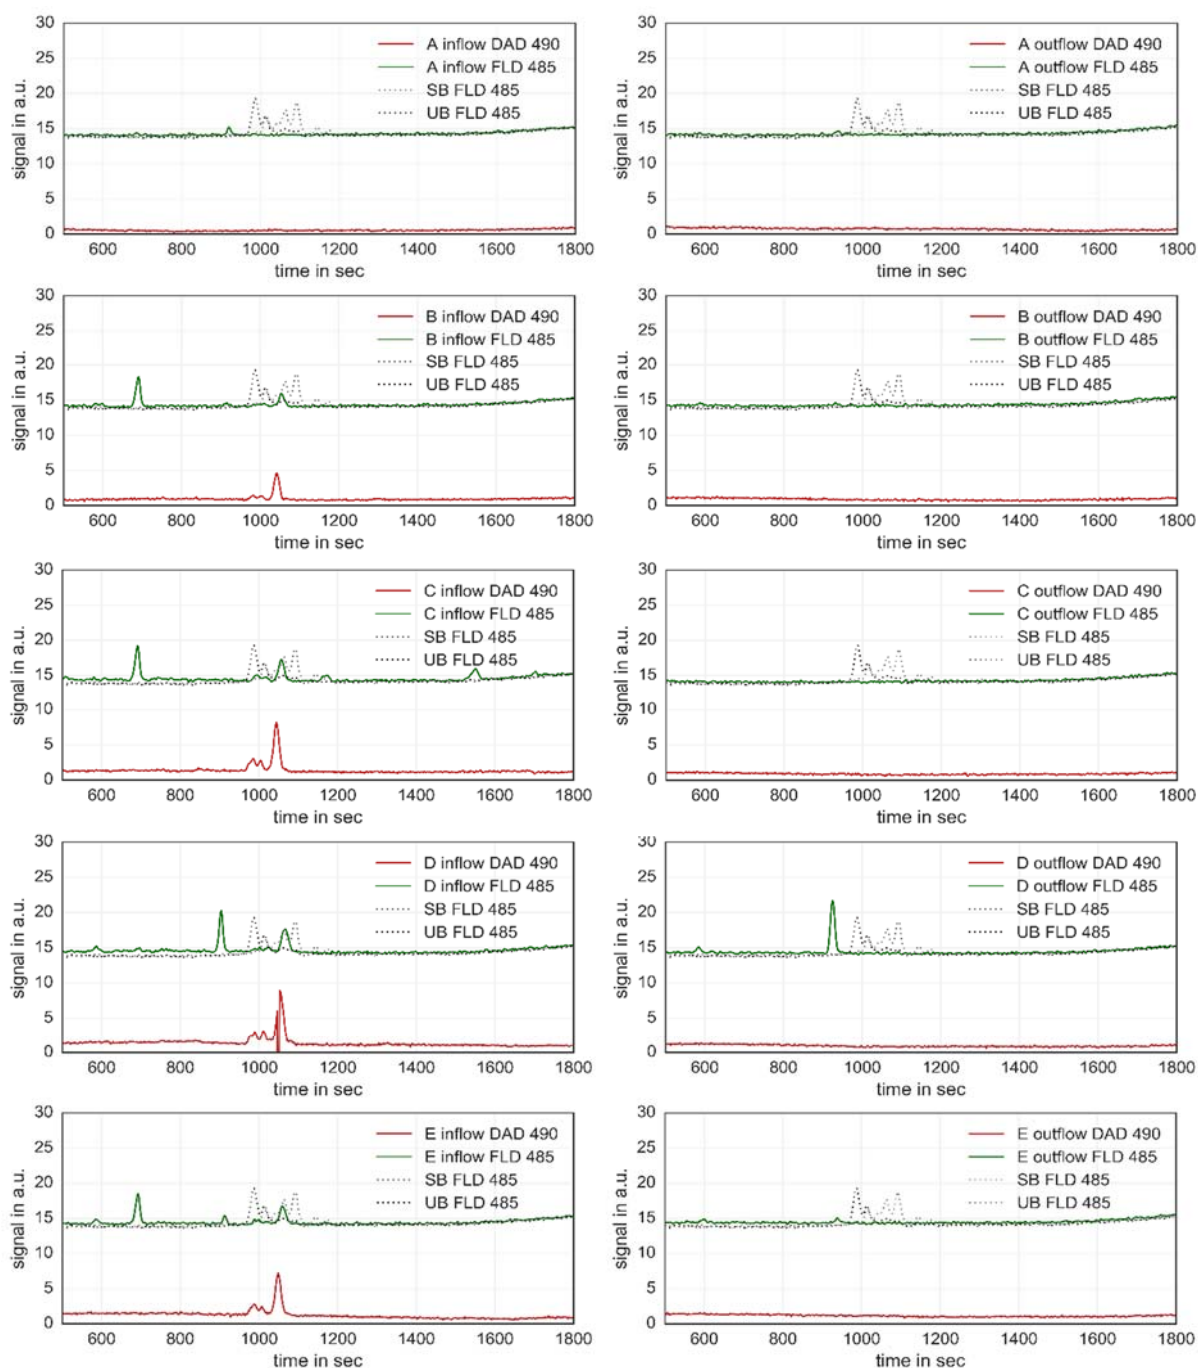 30
25
20
15
10
5
0
signal in a.u.
A inflow DAD 490
A inflow FLD 485
SB FLD 485
UB FLD 485
600 800 1000 1200 1400 1600 1800
time in sec
30
25
20
15
10
5
0
signal in a.u.
A outflow DAD 490
A outflow FLD 485
SB FLD 485
UB FLD 485
600 800 1000 1200 1400 1600 1800
time in sec
30
25
20
15
10
5
0
signal in a.u.
B inflow DAD 490
B inflow FLD 485
SB FLD 485
UB FLD 485
600 800 1000 1200 1400 1600 1800
time in sec
30
25
20
15
10
5
0
signal in a.u.
B outflow DAD 490
B outflow FLD 485
SB FLD 485
UB FLD 485
600 800 1000 1200 1400 1600 1800
time in sec
30
25
20
15
10
5
0
signal in a.u.
C inflow DAD 490
C inflow FLD 485
SB FLD 485
UB FLD 485
600 800 1000 1200 1400 1600 1800
time in sec
30
25
20
15
10
5
0
signal in a.u.
C outflow DAD 490
C outflow FLD 485
SB FLD 485
UB FLD 485
600 800 1000 1200 1400 1600 1800
time in sec
30
25
20
15
10
5
0
signal in a.u.
D inflow DAD 490
D inflow FLD 485
SB FLD 485
UB FLD 485
600 800 1000 1200 1400 1600 1800
time in sec
30
25
20
15
10
5
0
signal in a.u.
D outflow DAD 490
D outflow FLD 485
SB FLD 485
UB FLD 485
600 800 1000 1200 1400 1600 1800
time in sec
30
25
20
15
10
5
0
signal in a.u.
E inflow DAD 490
E inflow FLD 485
SB FLD 485
UB FLD 485
600 800 1000 1200 1400 1600 1800
time in sec
30
25
20
15
10
5
0
signal in a.u.
E outflow DAD 490
E outflow FLD 485
SB FLD 485
UB FLD 485
600 800 1000 1200 1400 1600 1800
time in sec